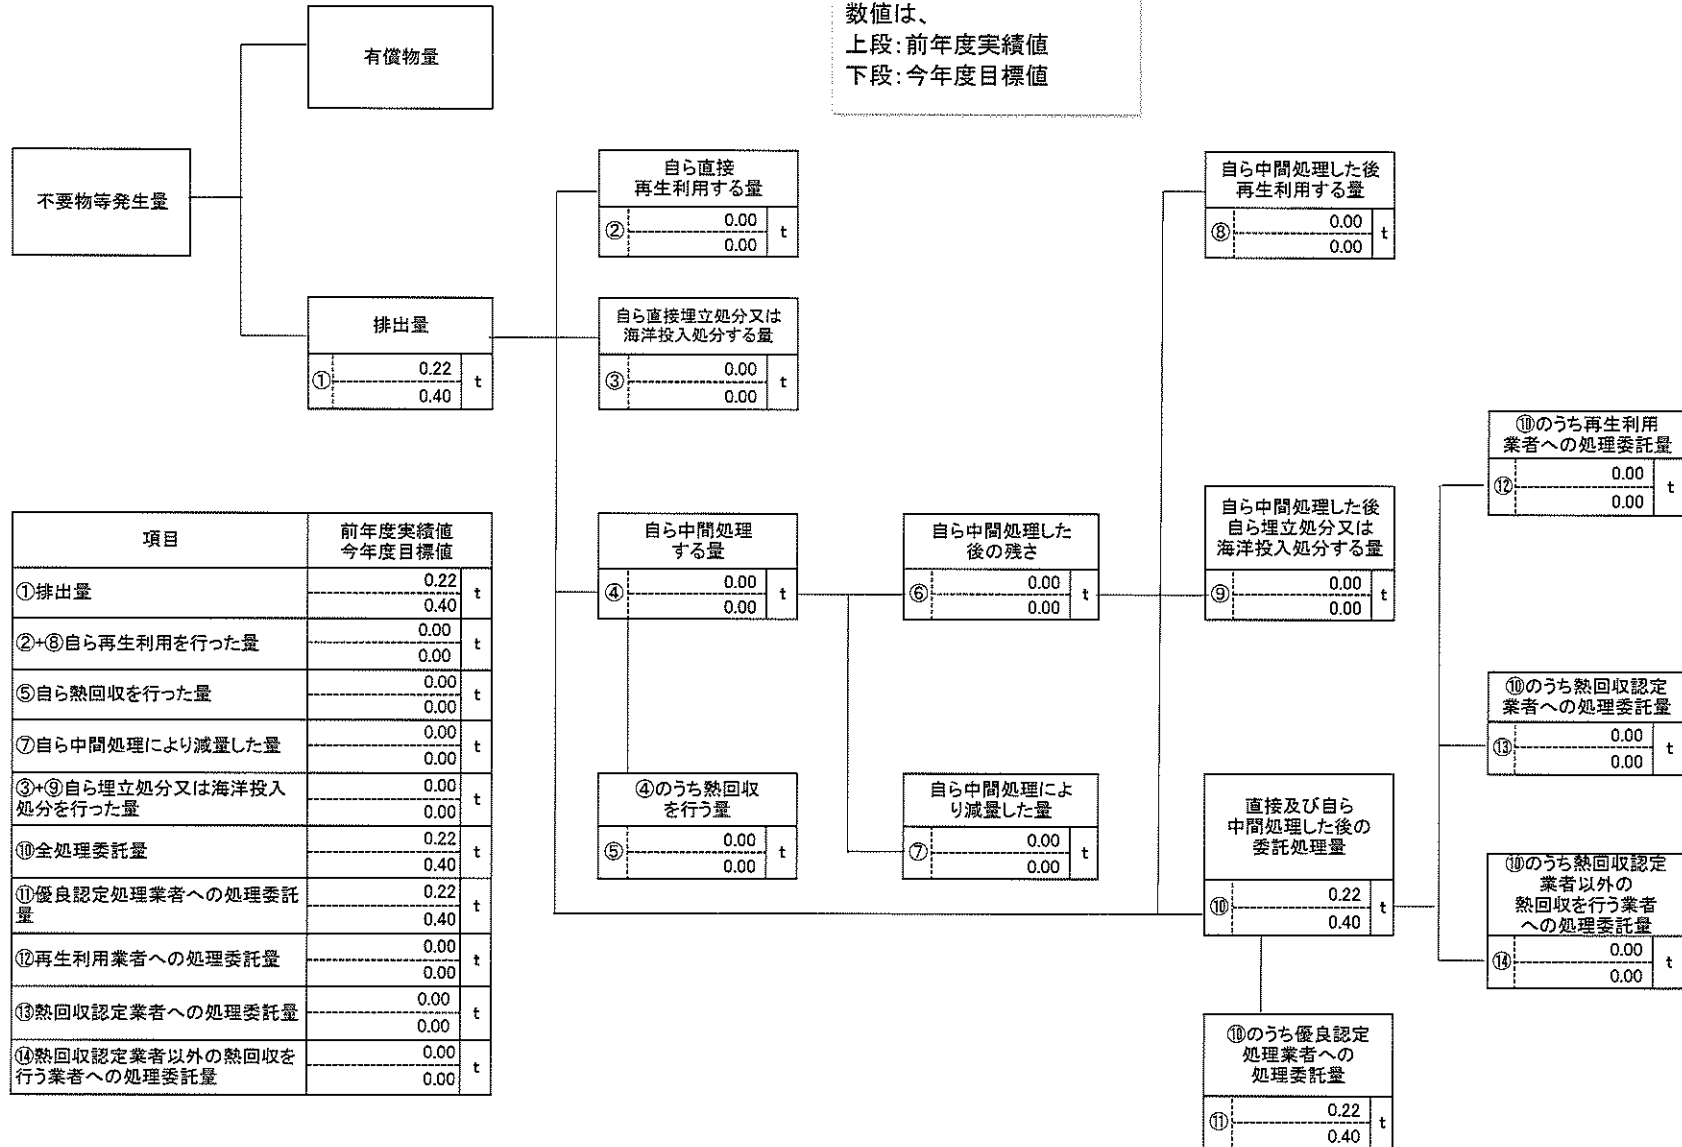 数値は、
上段：前年度実績値
下段：今年度目標値
有償物量
不要物等発生量
排出量
① 0.22 t
0.40
自ら直接
再生利用する量
② 0.00 t
0.00
自ら直接埋立処分又は
海洋投入処分する量
③ 0.00 t
0.00
自ら中間処理
する量
④ 0.00 t
0.00
④のうち熱回収
を行う量
⑤ 0.00 t
0.00
自ら中間処理した
後の残さ
⑥ 0.00 t
0.00
自ら中間処理によ
り減量した量
⑦ 0.00 t
0.00
自ら中間処理した後
再生利用する量
⑧ 0.00 t
0.00
自ら中間処理した後
自ら埋立処分又は
海洋投入処分する量
⑨ 0.00 t
0.00
直接及び自ら
中間処理した後の
委託処理量
⑩ 0.22 t
0.40
⑩のうち優良認定
処理業者への
処理委託量
⑪ 0.22 t
0.40
⑩のうち再生利用
業者への処理委託量
⑫ 0.00 t
0.00
⑩のうち熱回収認定
業者への処理委託量
⑬ 0.00 t
0.00
⑩のうち熱回収認定
業者以外の
熱回収を行う業者
への処理委託量
⑭ 0.00 t
0.00
項目 前年度実績値
今年度目標値
①排出量 0.22 t
0.40
②+⑧自ら再生利用を行った量 0.00 t
0.00
⑤自ら熱回収を行った量 0.00 t
0.00
⑦自ら中間処理により減量した量 0.00 t
0.00
③+⑨自ら埋立処分又は海洋投入
処分を行った量 0.00 t
0.00
⑩全処理委託量 0.22 t
0.40
⑪優良認定処理業者への処理委託
量 0.22 t
0.40
⑫再生利用業者への処理委託量 0.00 t
0.00
⑬熱回収認定業者への処理委託量 0.00 t
0.00
⑭熱回収認定業者以外の熱回収を
行う業者への処理委託量 0.00 t
0.00